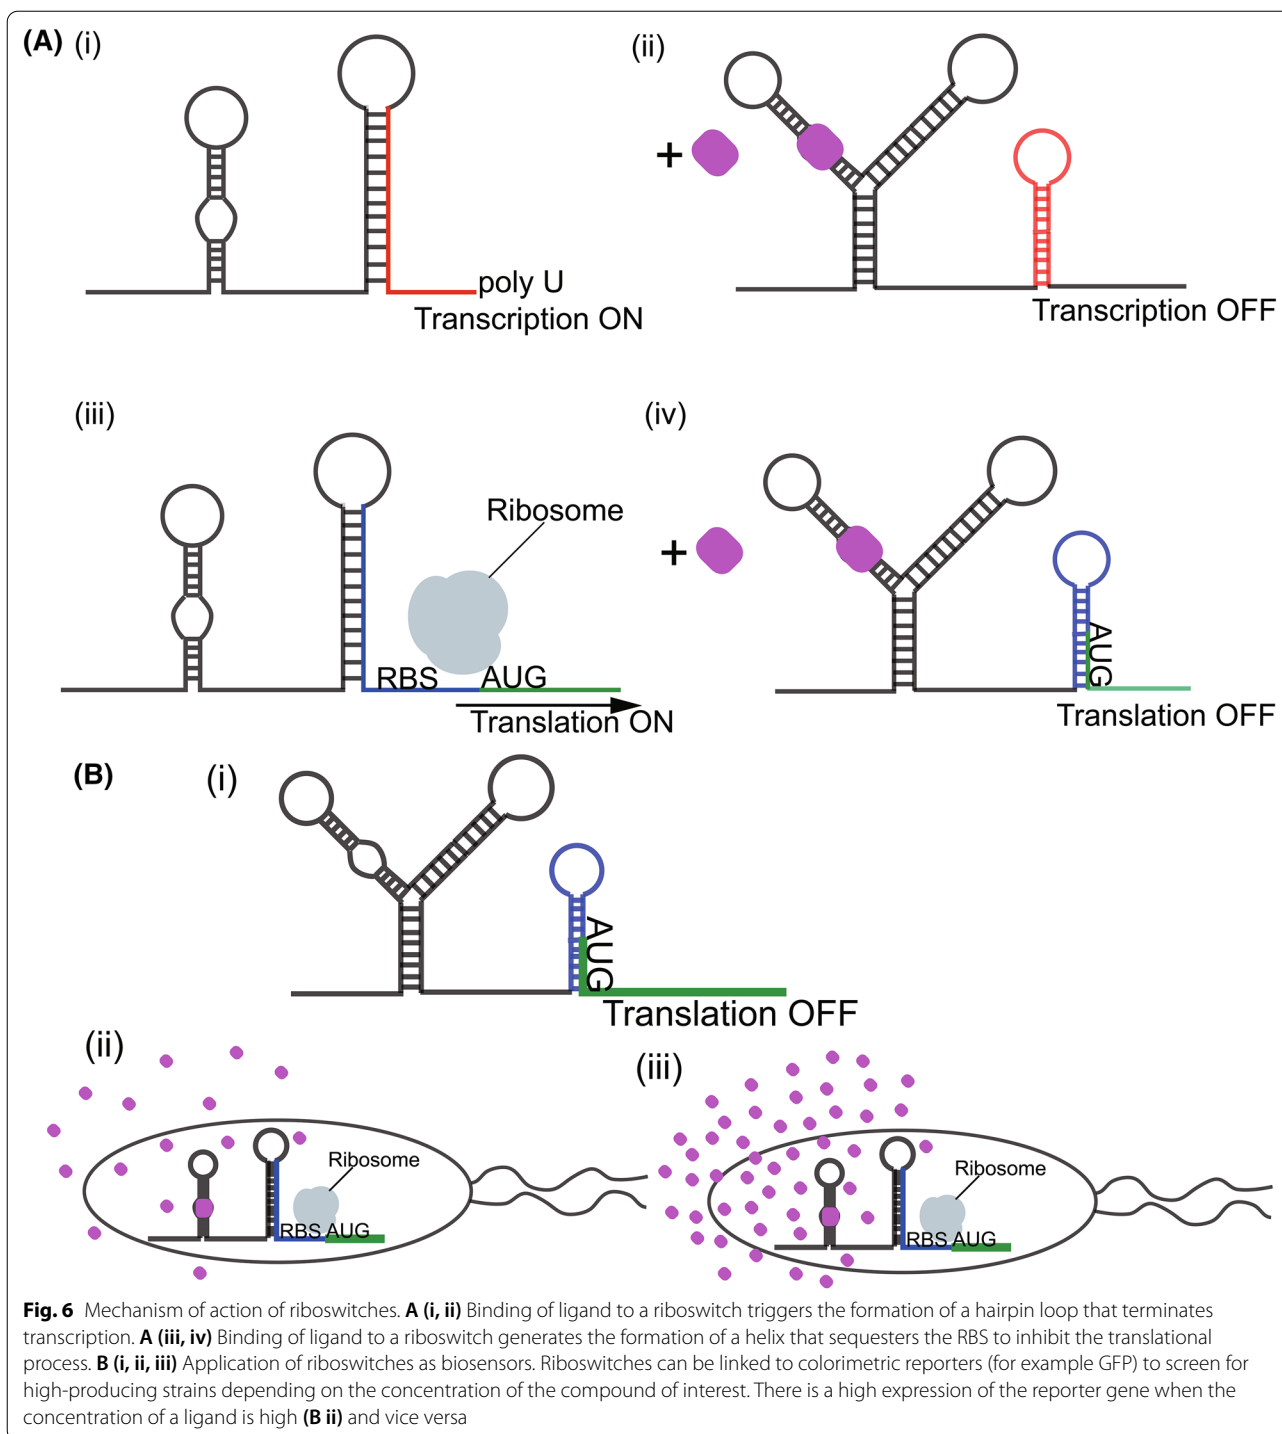 (A) (i)
(ii)
+
poly U
Transcription ON
Transcription OFF
(iii)
(iv)
Ribosome
+
RBS
AUG
AUG
Translation ON
Translation OFF
(B)
(i)
AUG
Translation OFF
(ii)
(iii)
Ribosome
RBS AUG
Ribosome
RBS AUG
Fig. 6 Mechanism of action of riboswitches. A (i, ii) Binding of ligand to a riboswitch triggers the formation of a hairpin loop that terminates
transcription. A (iii, iv) Binding of ligand to a riboswitch generates the formation of a helix that sequesters the RBS to inhibit the translational
process. B (i, ii, iii) Application of riboswitches as biosensors. Riboswitches can be linked to colorimetric reporters (for example GFP) to screen for
high-producing strains depending on the concentration of the compound of interest. There is a high expression of the reporter gene when the
concentration of a ligand is high (B ii) and vice versa